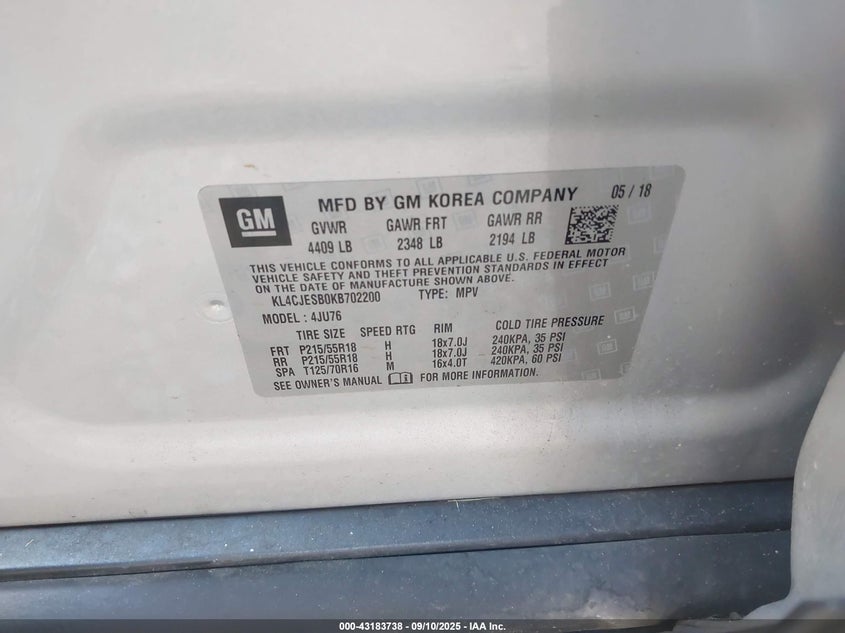 GM
MFD BY GM KOREA COMPANY 05 / 18
GVWR GAWR FRT GAWR RR
4409 LB 2348 LB 2194 LB
THIS VEHICLE CONFORMS TO ALL APPLICABLE U.S. FEDERAL MOTOR
VEHICLE SAFETY AND THEFT PREVENTION STANDARDS IN EFFECT
ON THE DATE OF MANUFACTURE SHOWN ABOVE.
KL4CJESB0KB702200 TYPE: MPV
MODEL : 4JU76
TIRE SIZE SPEED RTG RIM COLD TIRE PRESSURE
FRT P215/55R18 H 18x7.0J 240KPA, 35 PSI
RR P215/55R18 H 18x7.0J 240KPA, 35 PSI
SPA T125/70R16 M 16x4.0T 420KPA, 60 PSI
SEE OWNER'S MANUAL FOR MORE INFORMATION.
000-43183738 - 09/10/2025 - IAA Inc.